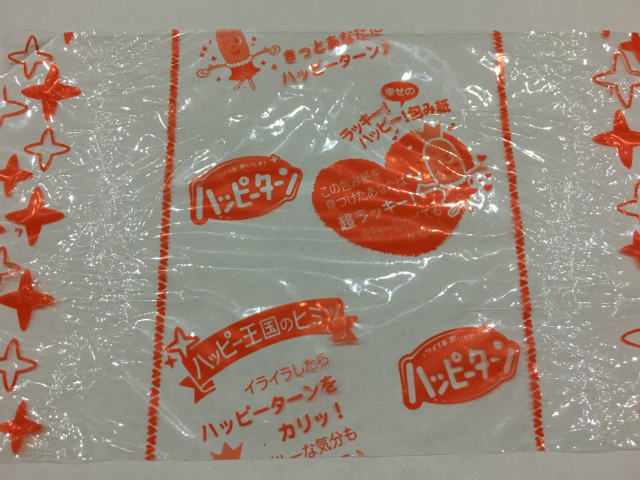 きっとあなたに
ハッピーターン♪
幸せの
ラッキー!
ハッピー!包み紙
ハッピーターン
この包み紙を
見つけたあなたは
超ラッキー!
ハッピー王国のヒミツ
イライラしたら
ハッピーターンを
カリッ!
な気分も
ハッピーターン